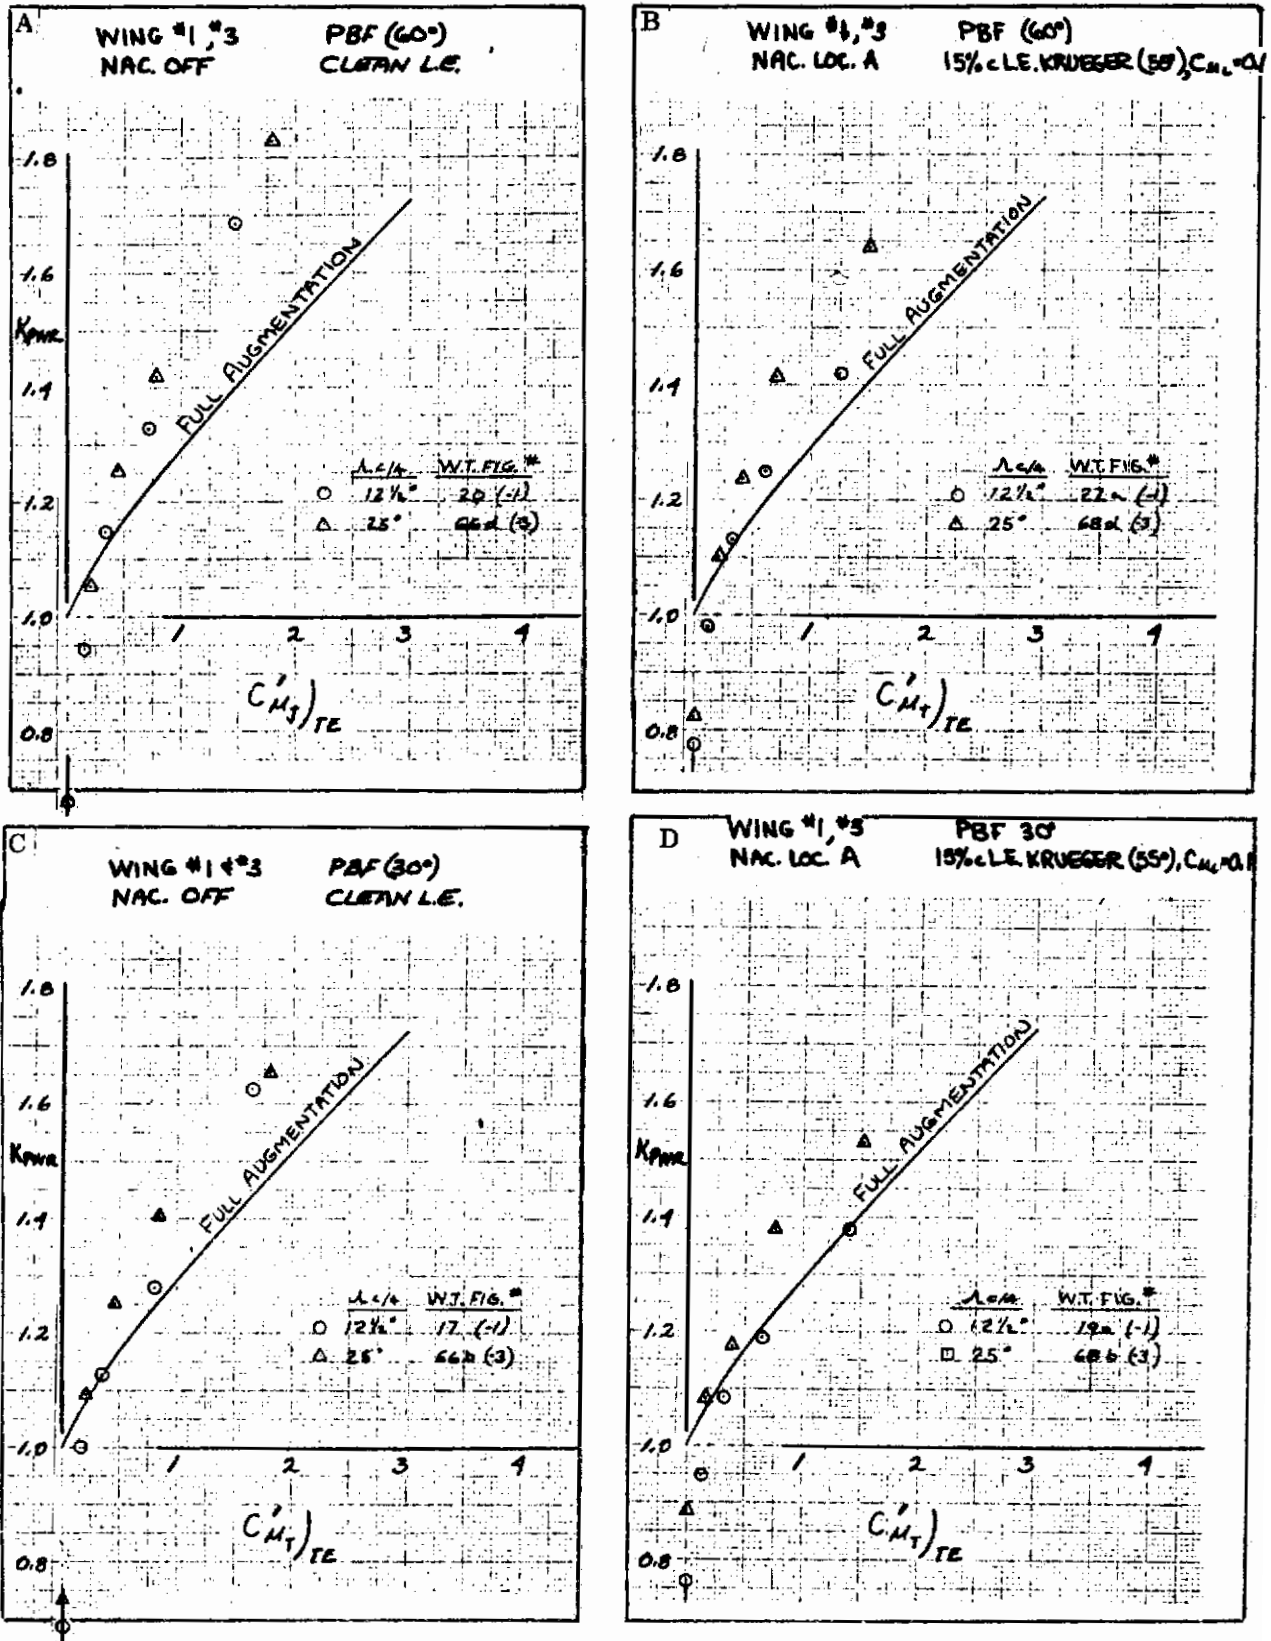 A
WING #1, #3 PBF (60°)
NAC. OFF CLEAN L.E.
1.8
1.6
KPWR
1.4
1.2
1.0
0.8
FULL AUGMENTATION
Λc/4 W.T. FIG. #
○ 12½° 20 (-1)
△ 25° 66d (-3)
1 2 3 4
C'μJ)TE
B
WING #1, #3 PBF (60°)
NAC. LOC. A 15% c L.E. KRUEGER (55°), CμL=0.1
1.8
1.6
1.4
1.2
1.0
0.8
FULL AUGMENTATION
Λc/4 W.T. FIG. #
○ 12½° 22a (-1)
△ 25° 68d (-3)
1 2 3 4
C'μT)TE
C
WING #1 & #3 PBF (30°)
NAC. OFF CLEAN L.E.
1.8
1.6
KPWR
1.4
1.2
1.0
0.8
FULL AUGMENTATION
Λc/4 W.T. FIG. #
○ 12½° 17 (-1)
△ 25° 66b (-3)
1 2 3 4
C'μT)TE
D
WING #1, #3 PBF 30°
NAC. LOC. A 15% c L.E. KRUEGER (55°), CμL=0.1
1.8
1.6
KPWR
1.4
1.2
1.0
0.8
FULL AUGMENTATION
Λc/4 W.T. FIG. #
○ 12½° 19a (-1)
□ 25° 68b (-3)
1 2 3 4
C'μT)TE